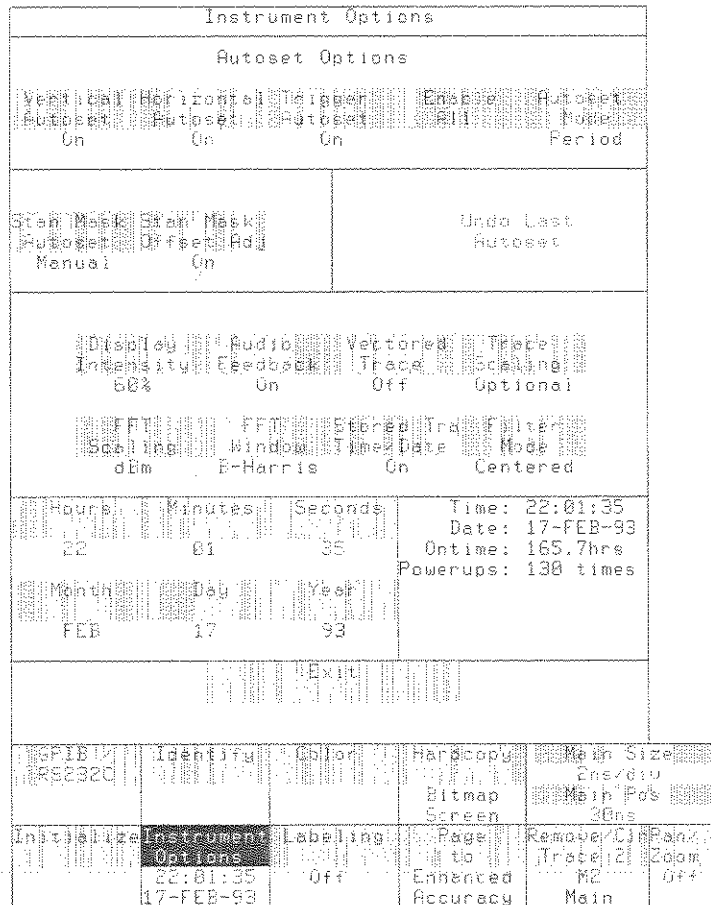 Instrument Options
Autoset Options
Vertical Horizontal Trigger Enable Autoset
Autoset Autoset Autoset All Mode
On On On Period
Stan Mask Stan Mask Undo Last
Autoset Offset Adj Autoset
Manual On
Display Audio Vectored Trace
Intensity Feedback Trace Scaling
60% On Off Optional
FFT FFT Stored Tra Filter
Scaling Window Time/Date Mode
dBm B-Harris On Centered
Hours Minutes Seconds Time: 22:01:35
Date: 17-FEB-93
22 01 35 Ontime: 165.7hrs
Powerups: 130 times
Month Day Year
FEB 17 93
Exit
GPIB / Identify Color Hardcopy Main Size
RS232C 2ns/div
Bitmap Main Pos
Screen 30ns
Initialize Instrument Labeling Page Remove/Clr Pan/
Options to Trace 2 Zoom
22:01:35 Off Enhanced M2 Off
17-FEB-93 Accuracy Main